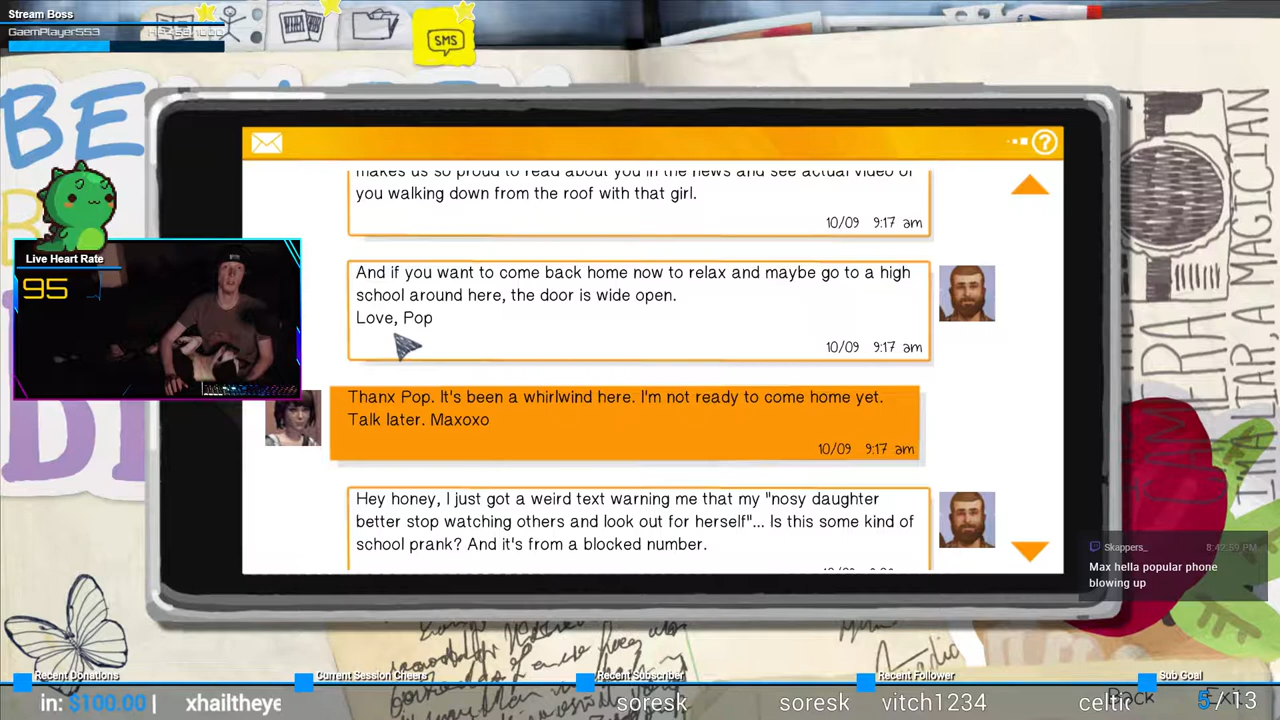 Stream Boss
GaemPlayer553
SMS
makes us so proud to read about you in the news and see actual video of
you walking down from the roof with that girl.
10/09 9:17 am
And if you want to come back home now to relax and maybe go to a high
school around here, the door is wide open.
Love, Pop
10/09 9:17 am
Thanx Pop. It's been a whirlwind here. I'm not ready to come home yet.
Talk later. Maxoxo
10/09 9:17 am
Hey honey, I just got a weird text warning me that my "nosy daughter
better stop watching others and look out for herself"... Is this some kind of
school prank? And it's from a blocked number.
Live Heart Rate
95
Skappers_ 8:42:59 PM
Max hella popular phone
blowing up
A MAGICIAN
Recent Donations
Current Session Cheers
Recent Subscriber
Recent Follower
Sub Goal
in: $100.00 |
xhailtheye
soresk
soresk
vitch1234
celti
Back
5 / 13